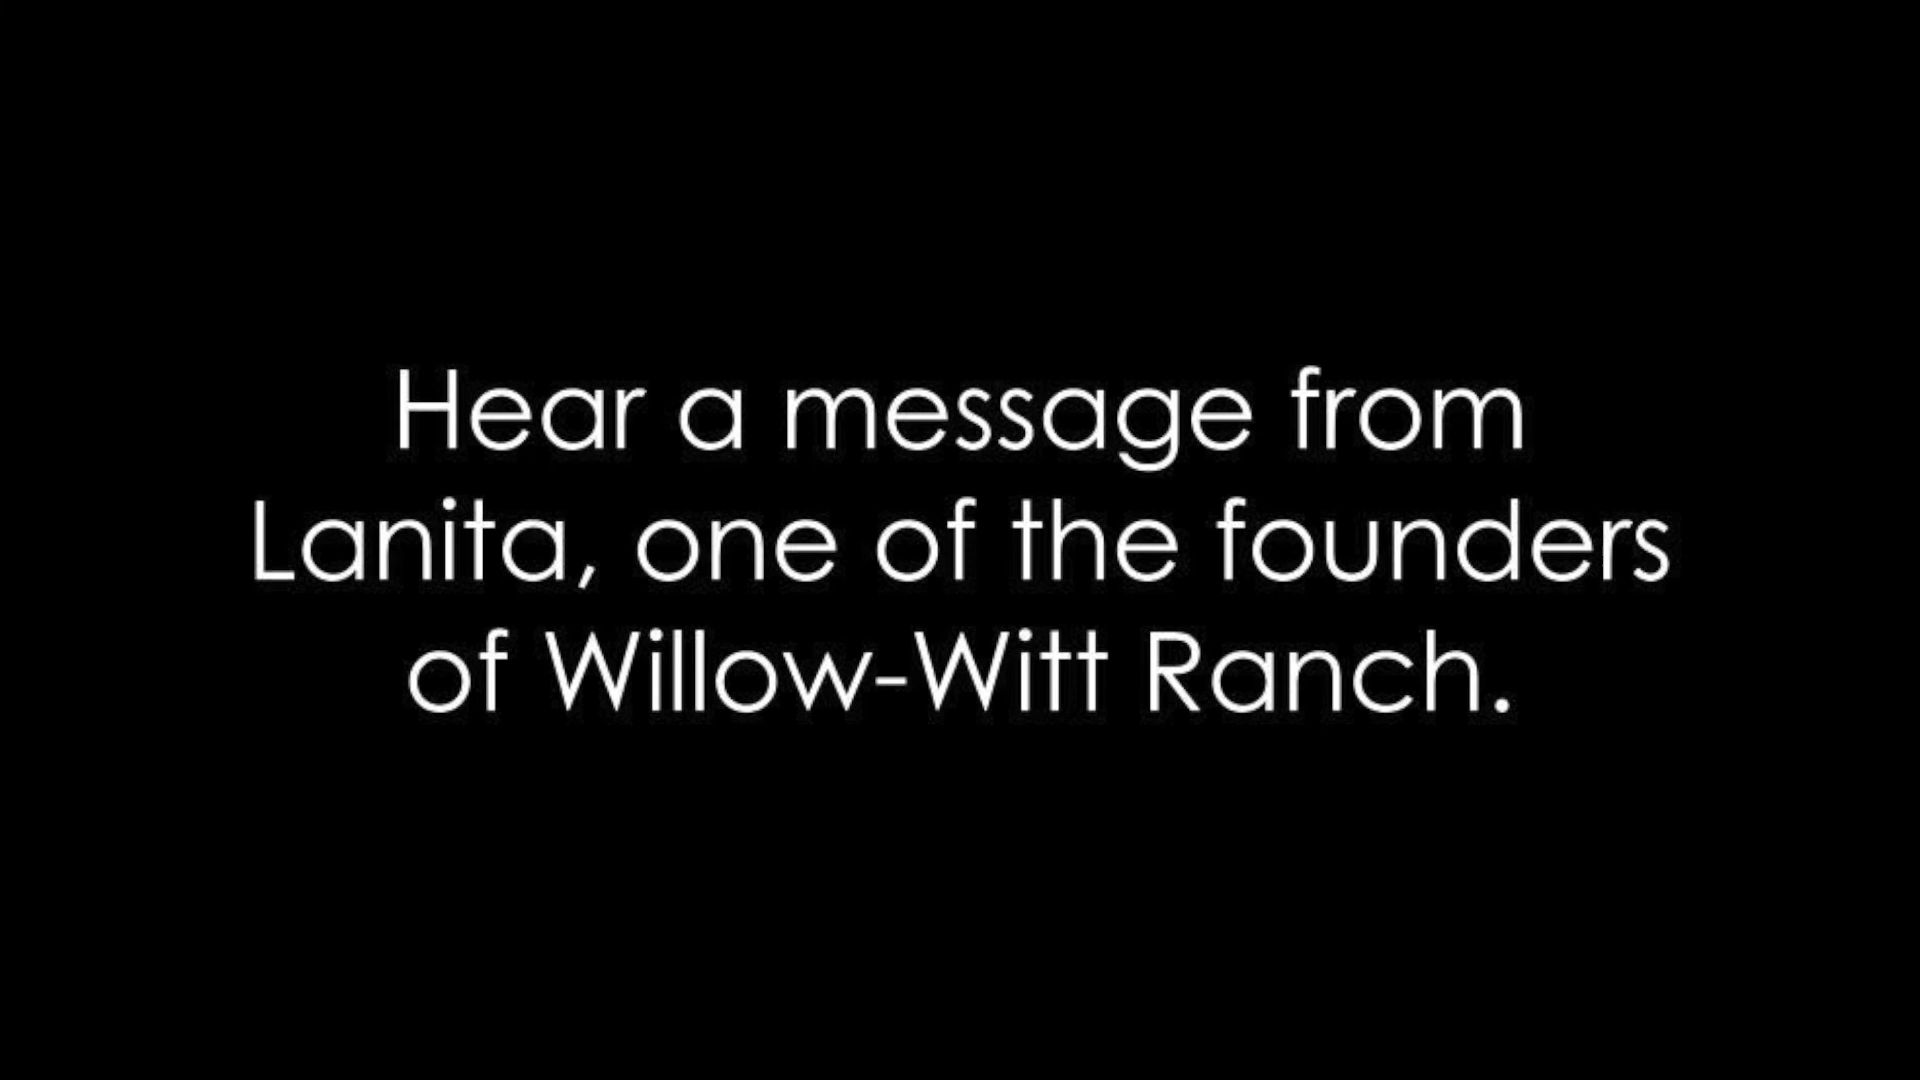 Hear a message from
Lanita, one of the founders
of Willow-Witt Ranch.